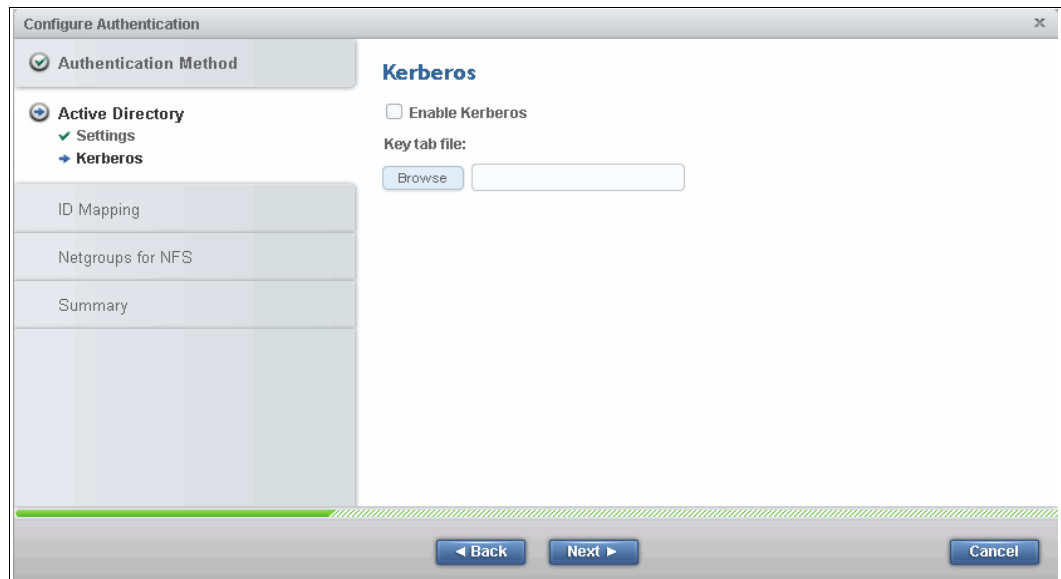 Configure Authentication
Authentication Method
Active Directory
Settings
Kerberos
ID Mapping
Netgroups for NFS
Summary
Kerberos
Enable Kerberos
Key tab file:
Browse
Back
Next
Cancel